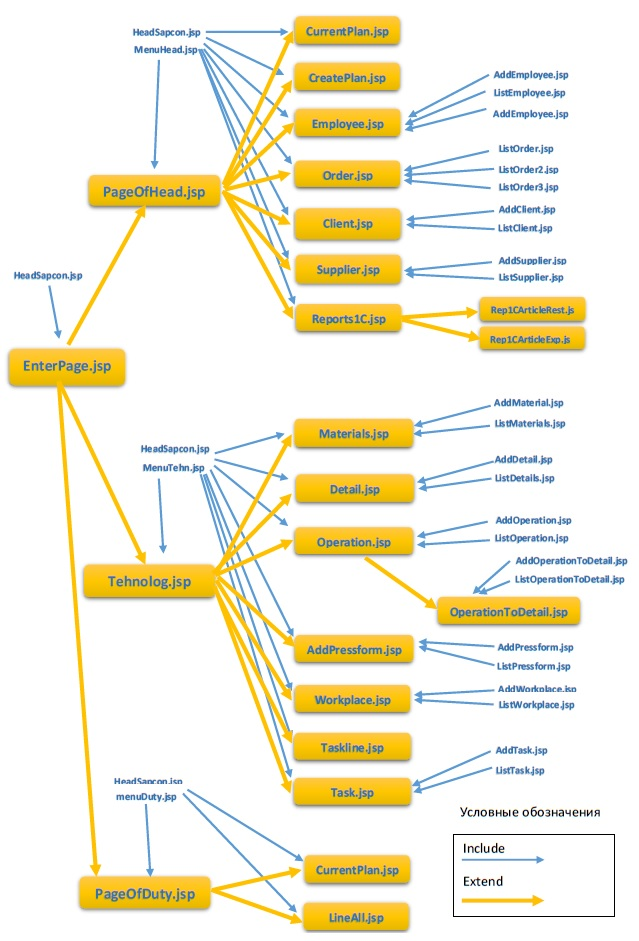 HeadSapcon.jsp
MenuHead.jsp
CurrentPlan.jsp
CreatePlan.jsp
AddEmployee.jsp
ListEmployee.jsp
AddEmployee.jsp
Employee.jsp
ListOrder.jsp
ListOrder2.jsp
ListOrder3.jsp
Order.jsp
PageOfHead.jsp
AddClient.jsp
ListClient.jsp
Client.jsp
AddSupplier.jsp
ListSupplier.jsp
Supplier.jsp
HeadSapcon.jsp
Reports1C.jsp
Rep1CArticleRest.js
Rep1CArticleExp.js
EnterPage.jsp
AddMaterial.jsp
ListMaterials.jsp
Materials.jsp
HeadSapcon.jsp
MenuTehn.jsp
AddDetail.jsp
ListDetails.jsp
Detail.jsp
AddOperation.jsp
ListOperation.jsp
Operation.jsp
AddOperationToDetail.jsp
ListOperationToDetail.jsp
Tehnolog.jsp
OperationToDetail.jsp
AddPressform.jsp
AddPressform.jsp
ListPressform.jsp
AddWorkplace.jsp
ListWorkplace.jsp
Workplace.jsp
Taskline.jsp
AddTask.jsp
ListTask.jsp
Task.jsp
HeadSapcon.jsp
menuDuty.jsp
Условные обозначения
Include
Extend
CurrentPlan.jsp
PageOfDuty.jsp
LineAll.jsp